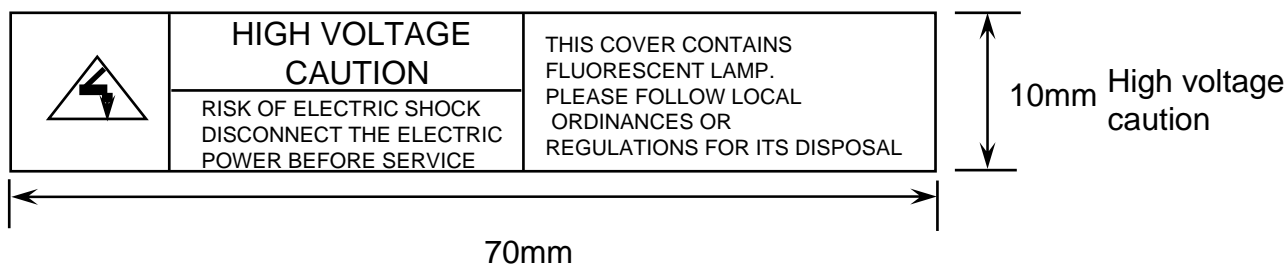 HIGH VOLTAGE
CAUTION
RISK OF ELECTRIC SHOCK
DISCONNECT THE ELECTRIC
POWER BEFORE SERVICE
THIS COVER CONTAINS
FLUORESCENT LAMP.
PLEASE FOLLOW LOCAL
ORDINANCES OR
REGULATIONS FOR ITS DISPOSAL
10mm
High voltage
caution
70mm